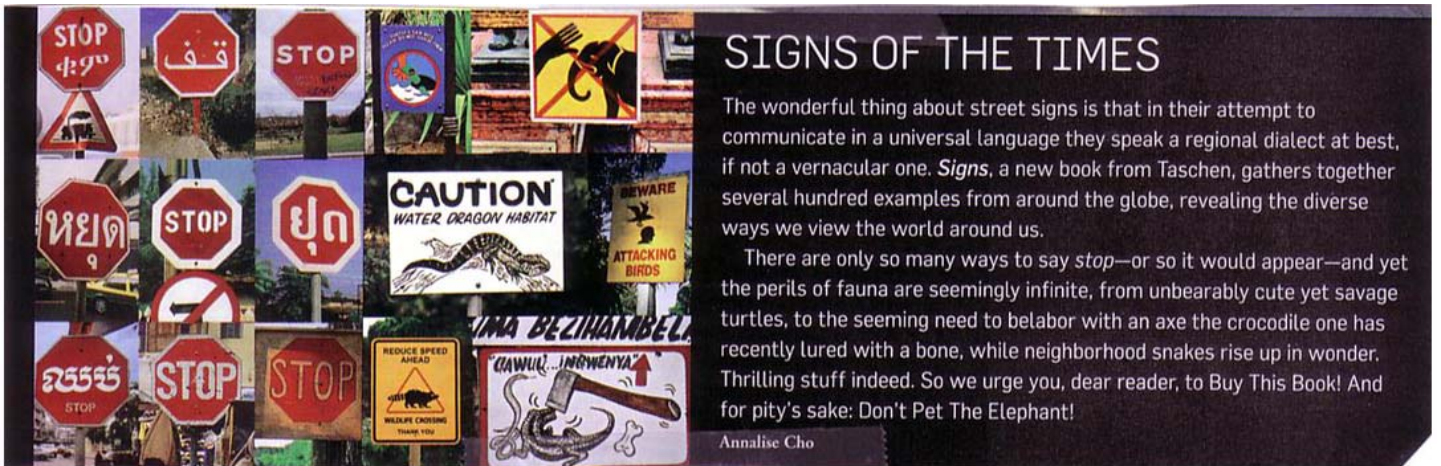 STOP
ቁም
قف
STOP
หยุด
STOP
ຢຸດ
ឈប់
STOP
STOP
STOP
CAUTION
WATER DRAGON HABITAT
BEWARE
ATTACKING
BIRDS
REDUCE SPEED
AHEAD
WILDLIFE CROSSING
THANK YOU
BEZIHAMBELI
"QAWUL'...INGWENYA"
SIGNS OF THE TIMES
The wonderful thing about street signs is that in their attempt to
communicate in a universal language they speak a regional dialect at best,
if not a vernacular one. Signs, a new book from Taschen, gathers together
several hundred examples from around the globe, revealing the diverse
ways we view the world around us.
There are only so many ways to say stop—or so it would appear—and yet
the perils of fauna are seemingly infinite, from unbearably cute yet savage
turtles, to the seeming need to belabor with an axe the crocodile one has
recently lured with a bone, while neighborhood snakes rise up in wonder.
Thrilling stuff indeed. So we urge you, dear reader, to Buy This Book! And
for pity's sake: Don't Pet The Elephant!
Annalise Cho